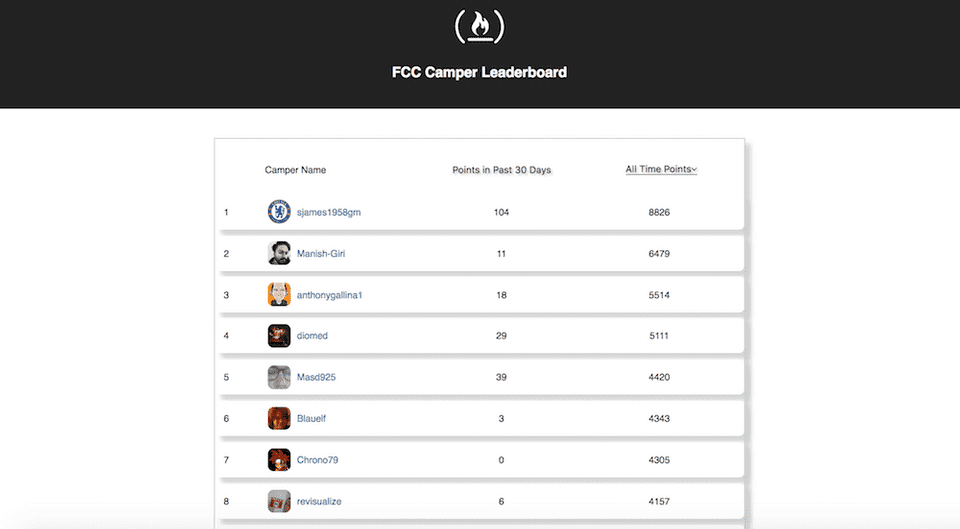 FCC Camper Leaderboard
Camper Name Points in Past 30 Days All Time Points
1 sjames1958gm 104 8826
2 Manish-Giri 11 6479
3 anthonygallina1 18 5514
4 diomed 29 5111
5 Masd925 39 4420
6 Blauelf 3 4343
7 Chrono79 0 4305
8 revisualize 6 4157